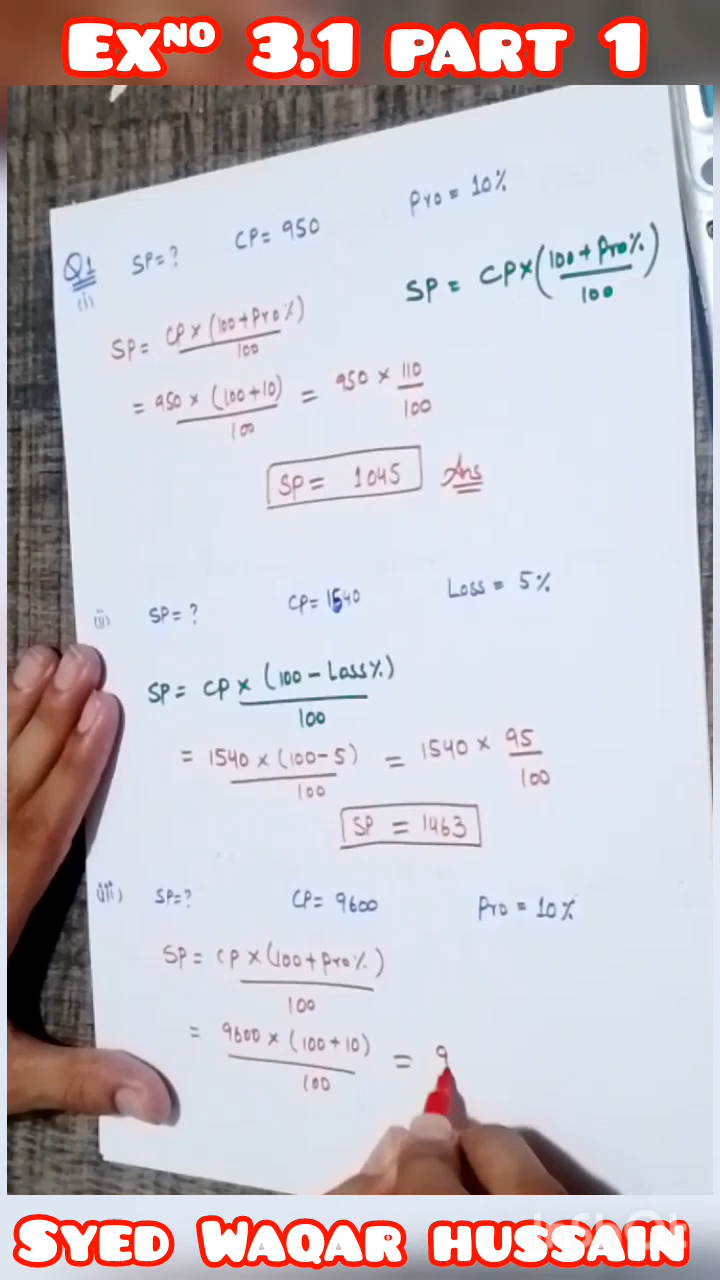 Exᴺᴼ 3.1 PART 1
Q1 SP=? CP= 950 Pro = 10%
(i)
SP = CP×(100+Pro%)/100
SP= CP × (100+Pro%)/100
= 950 × (100+10)/100 = 950 × 110/100
SP= 1045 Ans
(ii) SP=? CP= 1540 Loss = 5%
SP= CP × (100-Loss%)/100
= 1540 × (100-5)/100 = 1540 × 95/100
SP = 1463
(iii) SP=? CP= 9600 Pro = 10%
SP= CP × (100+Pro%)/100
= 9600 × (100+10)/100 = 9
SYED WAQAR HUSSAIN